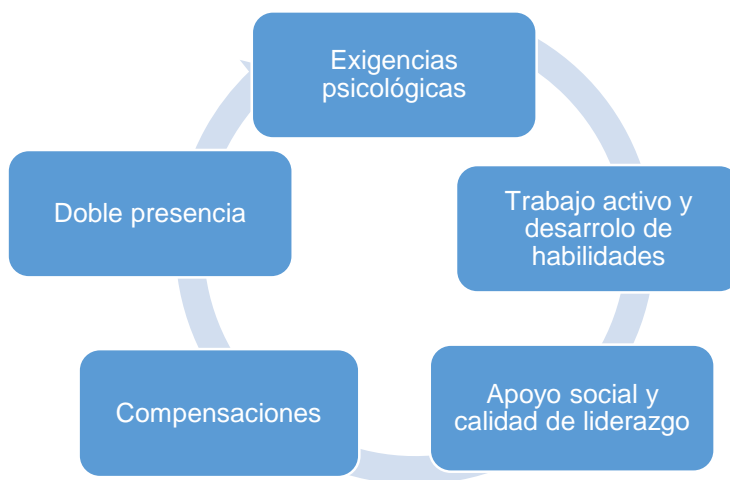 Exigencias
psicológicas
Trabajo activo y
desarrolo de
habilidades
Apoyo social y
calidad de liderazgo
Compensaciones
Doble presencia